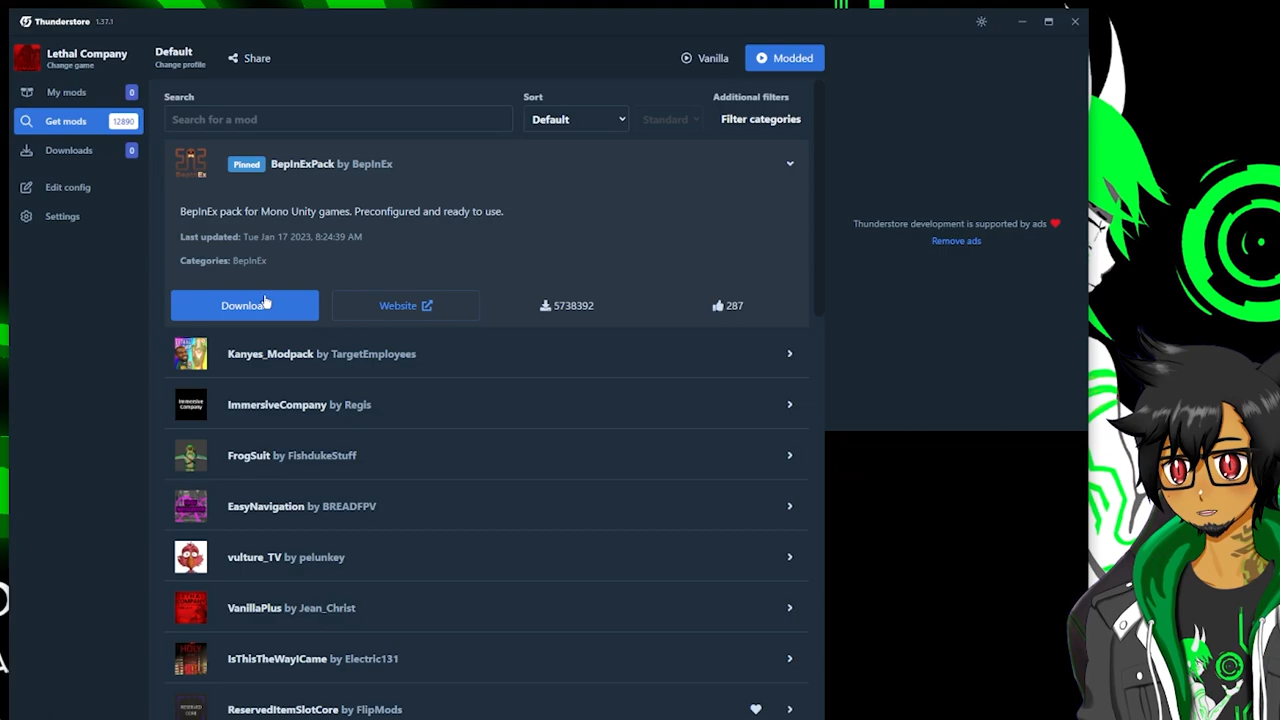 Thunderstore 1.37.1
Lethal Company
Change game
Default
Change profile
Share
Vanilla
Modded
My mods 0
Get mods 12890
Downloads 0
Edit config
Settings
Search
Search for a mod
Sort
Default
Standard
Additional filters
Filter categories
Pinned BepInExPack by BepInEx
BepInEx pack for Mono Unity games. Preconfigured and ready to use.
Last updated: Tue Jan 17 2023, 8:24:39 AM
Categories: BepInEx
Download
Website
5738392
287
Kanyes_Modpack by TargetEmployees
Immersive
Company
ImmersiveCompany by Regis
FrogSuit by FishdukeStuff
EasyNavigation by BREADFPV
vulture_TV by pelunkey
VanillaPlus by Jean_Christ
IsThisTheWayICame by Electric131
RESERVED
CORE
ReservedItemSlotCore by FlipMods
Thunderstore development is supported by ads
Remove ads